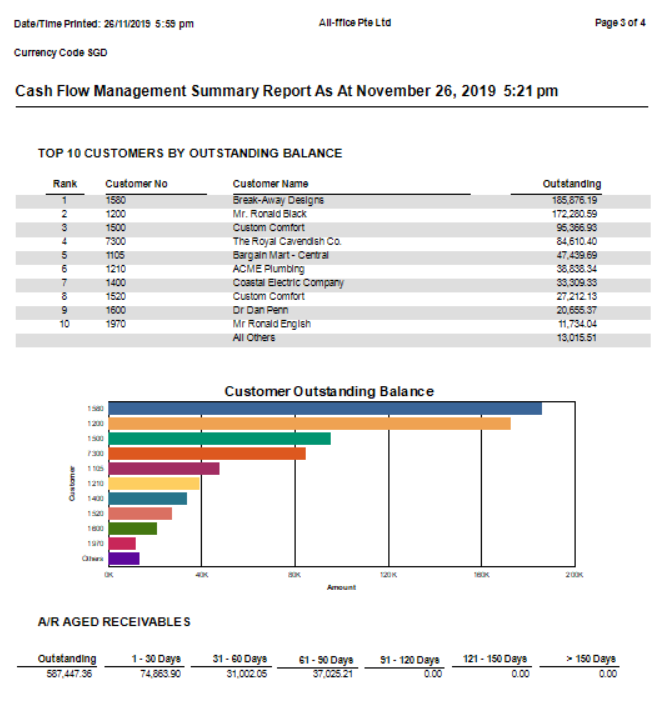 Date/Time Printed: 26/11/2019 5:59 pm All-ffice Pte Ltd Page 3 of 4
Currency Code SGD
Cash Flow Management Summary Report As At November 26, 2019 5:21 pm
TOP 10 CUSTOMERS BY OUTSTANDING BALANCE
Rank Customer No Customer Name Outstanding
1 1580 Break-Away Designs 185,876.19
2 1200 Mr. Ronald Black 172,280.59
3 1500 Custom Comfort 95,366.93
4 7300 The Royal Cavendish Co. 84,610.40
5 1105 Bargain Mart - Central 47,439.69
6 1210 ACME Plumbing 38,838.34
7 1400 Coastal Electric Company 33,309.33
8 1520 Custom Comfort 27,212.13
9 1600 Dr Dan Penn 20,655.37
10 1970 Mr Ronald English 11,734.04
All Others 13,015.51
Customer Outstanding Balance
Customer
1580
1200
1500
7300
1105
1210
1400
1520
1600
1970
Others
0K 40K 80K 120K 160K 200K
Amount
A/R AGED RECEIVABLES
Outstanding 1 - 30 Days 31 - 60 Days 61 - 90 Days 91 - 120 Days 121 - 150 Days > 150 Days
587,447.36 74,863.90 31,002.05 37,025.21 0.00 0.00 0.00